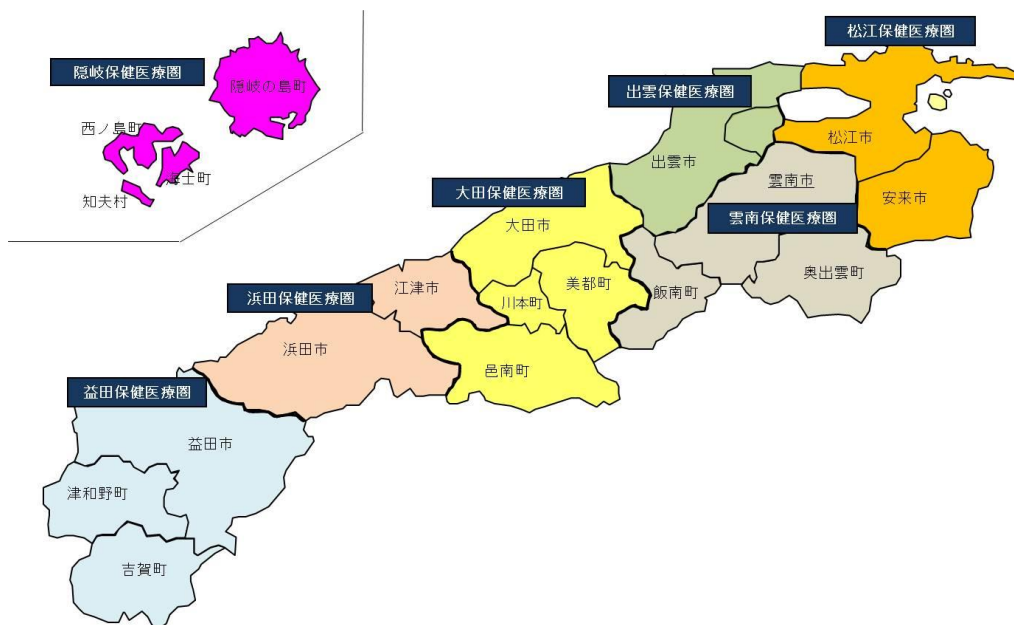 松江保健医療圏
隠岐保健医療圏
隠岐の島町
出雲保健医療圏
西ノ島町
松江市
出雲市
海士町
雲南市
大田保健医療圏
知夫村
安来市
雲南保健医療圏
大田市
奥出雲町
美都町
江津市
飯南町
浜田保健医療圏
川本町
浜田市
邑南町
益田保健医療圏
益田市
津和野町
吉賀町